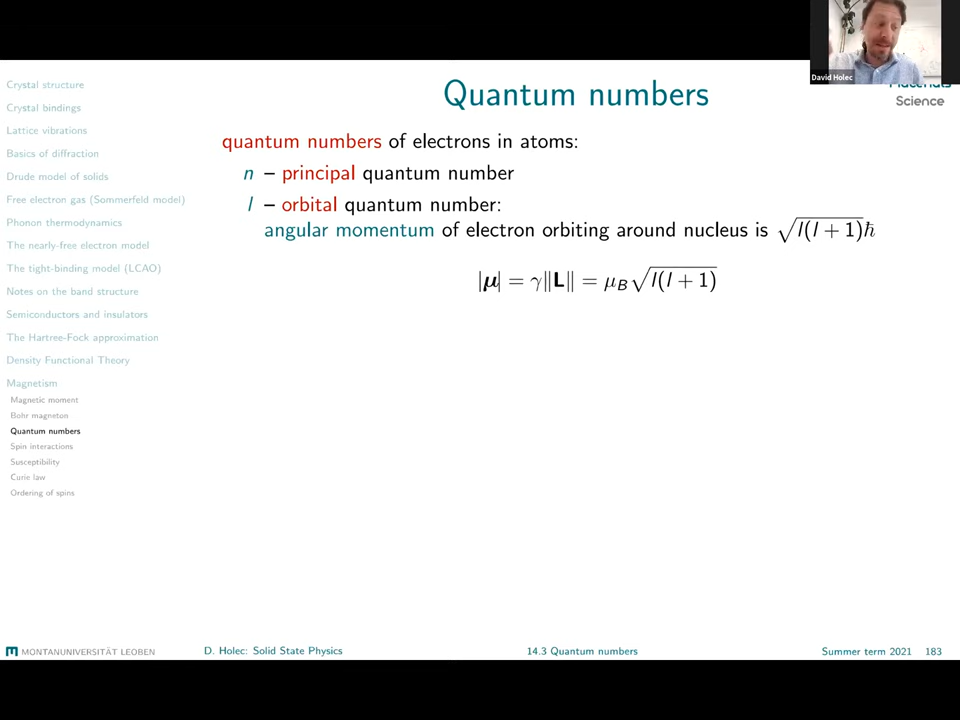 David Holec
Materials
Science
Quantum numbers
Crystal structure
Crystal bindings
Lattice vibrations
Basics of diffraction
Drude model of solids
Free electron gas (Sommerfeld model)
Phonon thermodynamics
The nearly-free electron model
The tight-binding model (LCAO)
Notes on the band structure
Semiconductors and insulators
The Hartree-Fock approximation
Density Functional Theory
Magnetism
Magnetic moment
Bohr magneton
Quantum numbers
Spin interactions
Susceptibility
Curie law
Ordering of spins
quantum numbers of electrons in atoms:
n – principal quantum number
l – orbital quantum number:
angular momentum of electron orbiting around nucleus is √l(l + 1)ℏ
|μ| = γ‖L‖ = μB√l(l + 1)
MONTANUNIVERSITÄT LEOBEN
D. Holec: Solid State Physics
14.3 Quantum numbers
Summer term 2021 183